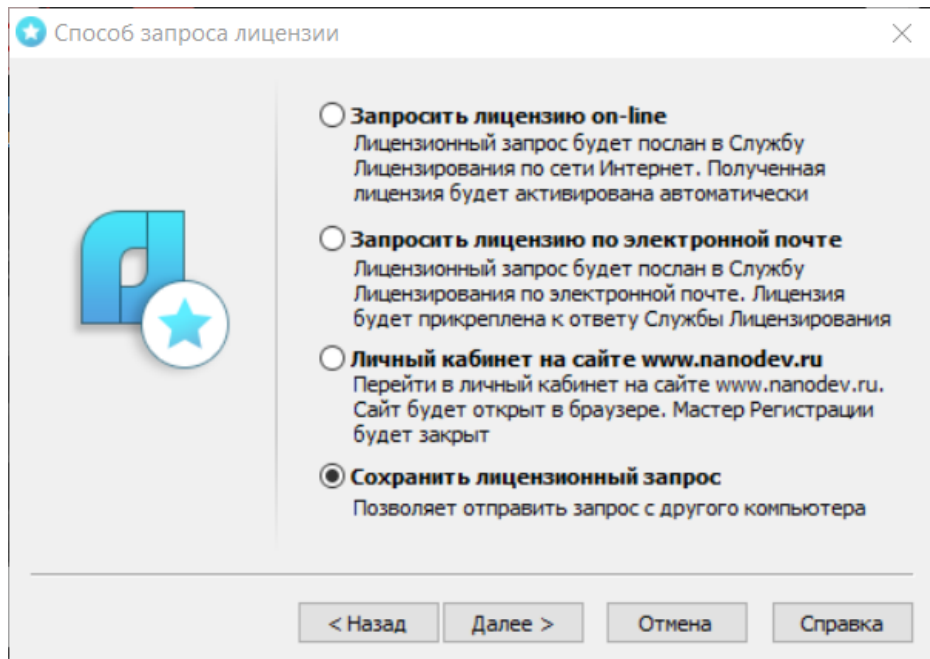 Способ запроса лицензии
Запросить лицензию on-line
Лицензионный запрос будет послан в Службу
Лицензирования по сети Интернет. Полученная
лицензия будет активирована автоматически
Запросить лицензию по электронной почте
Лицензионный запрос будет послан в Службу
Лицензирования по электронной почте. Лицензия
будет прикреплена к ответу Службы Лицензирования
Личный кабинет на сайте www.nanodev.ru
Перейти в личный кабинет на сайте www.nanodev.ru.
Сайт будет открыт в браузере. Мастер Регистрации
будет закрыт
Сохранить лицензионный запрос
Позволяет отправить запрос с другого компьютера
< Назад Далее > Отмена Справка